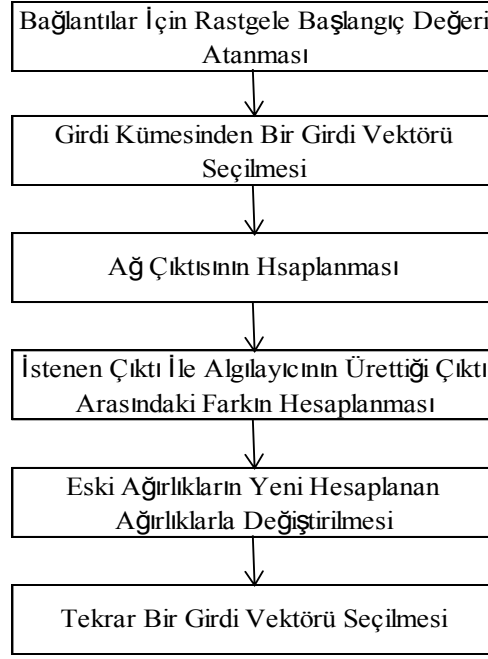 Bağlantılar İçin Rastgele Başlangıç Değeri
Atanması
Girdi Kümesinden Bir Girdi Vektörü
Seçilmesi
Ağ Çıktısının Hsaplanması
İstenen Çıktı İle Algılayıcının Ürettiği Çıktı
Arasındaki Farkın Hesaplanması
Eski Ağırlıkların Yeni Hesaplanan
Ağırlıklarla Değiştirilmesi
Tekrar Bir Girdi Vektörü Seçilmesi